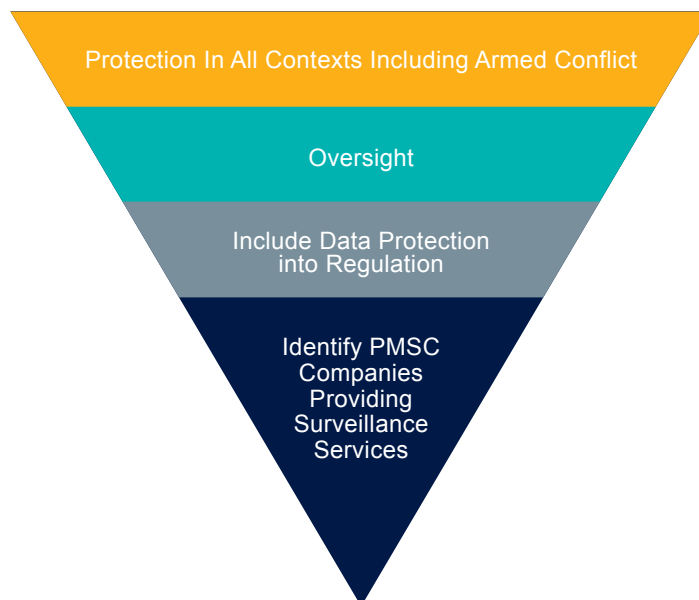 Protection In All Contexts Including Armed Conflict
Oversight
Include Data Protection
into Regulation
Identify PMSC
Companies
Providing
Surveillance
Services